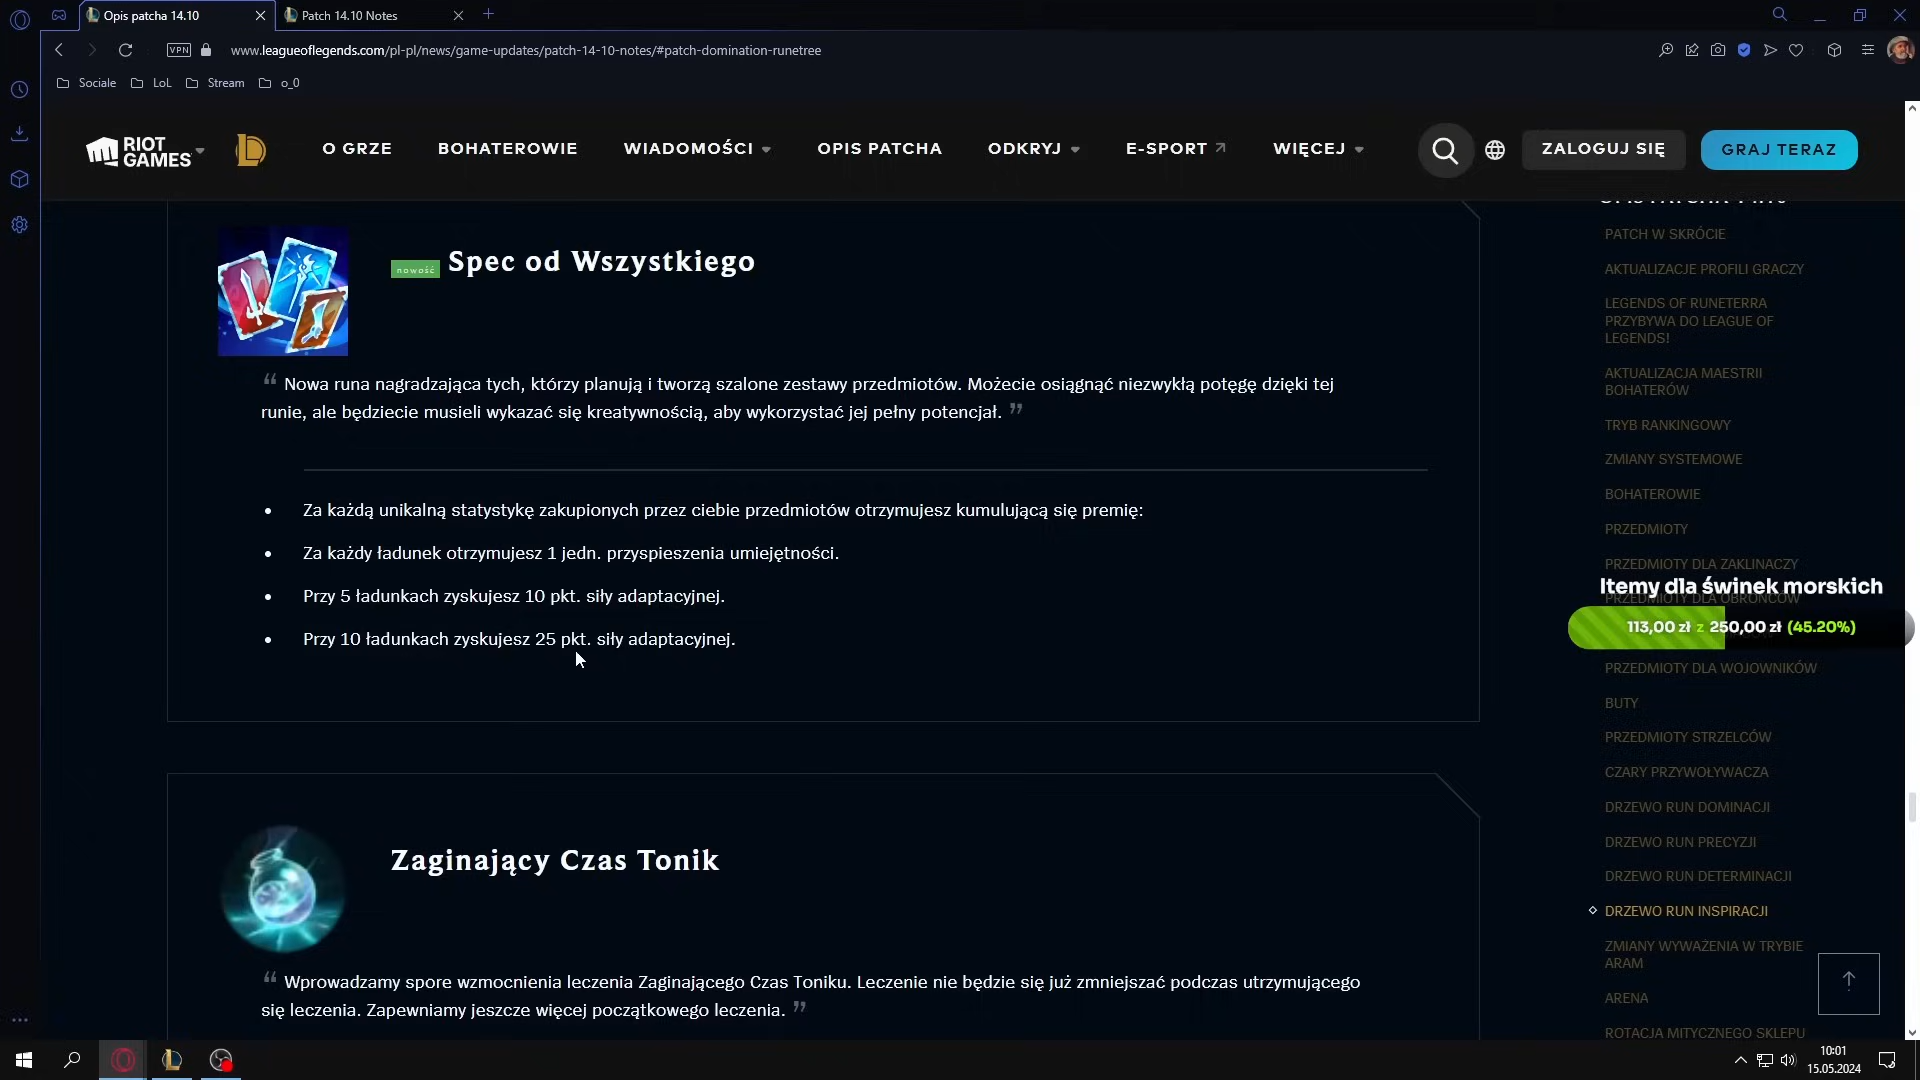 Opis patcha 14.10
Patch 14.10 Notes
VPN
www.leagueoflegends.com/pl-pl/news/game-updates/patch-14-10-notes/#patch-domination-runetree
Sociale
LoL
Stream
o_0
RIOT GAMES
O GRZE
BOHATEROWIE
WIADOMOŚCI
OPIS PATCHA
ODKRYJ
E-SPORT
WIĘCEJ
ZALOGUJ SIĘ
GRAJ TERAZ
nowość
Spec od Wszystkiego
“ Nowa runa nagradzająca tych, którzy planują i tworzą szalone zestawy przedmiotów. Możecie osiągnąć niezwykłą potęgę dzięki tej
runie, ale będziecie musieli wykazać się kreatywnością, aby wykorzystać jej pełny potencjał. ”
• Za każdą unikalną statystykę zakupionych przez ciebie przedmiotów otrzymujesz kumulującą się premię:
• Za każdy ładunek otrzymujesz 1 jedn. przyspieszenia umiejętności.
• Przy 5 ładunkach zyskujesz 10 pkt. siły adaptacyjnej.
• Przy 10 ładunkach zyskujesz 25 pkt. siły adaptacyjnej.
Zaginający Czas Tonik
“ Wprowadzamy spore wzmocnienia leczenia Zaginającego Czas Toniku. Leczenie nie będzie się już zmniejszać podczas utrzymującego
się leczenia. Zapewniamy jeszcze więcej początkowego leczenia. ”
PATCH W SKRÓCIE
AKTUALIZACJE PROFILI GRACZY
LEGENDS OF RUNETERRA
PRZYBYWA DO LEAGUE OF
LEGENDS!
AKTUALIZACJA MAESTRII
BOHATERÓW
TRYB RANKINGOWY
ZMIANY SYSTEMOWE
BOHATEROWIE
PRZEDMIOTY
PRZEDMIOTY DLA ZAKLINACZY
Itemy dla świnek morskich
PRZEDMIOTY DLA OBROŃCÓW
113,00 zł z 250,00 zł (45.20%)
PRZEDMIOTY DLA WOJOWNIKÓW
BUTY
PRZEDMIOTY STRZELCÓW
CZARY PRZYWOŁYWACZA
DRZEWO RUN DOMINACJI
DRZEWO RUN PRECYZJI
DRZEWO RUN DETERMINACJI
DRZEWO RUN INSPIRACJI
ZMIANY WYWAŻENIA W TRYBIE
ARAM
ARENA
ROTACJA MITYCZNEGO SKLEPU
10:01
15.05.2024